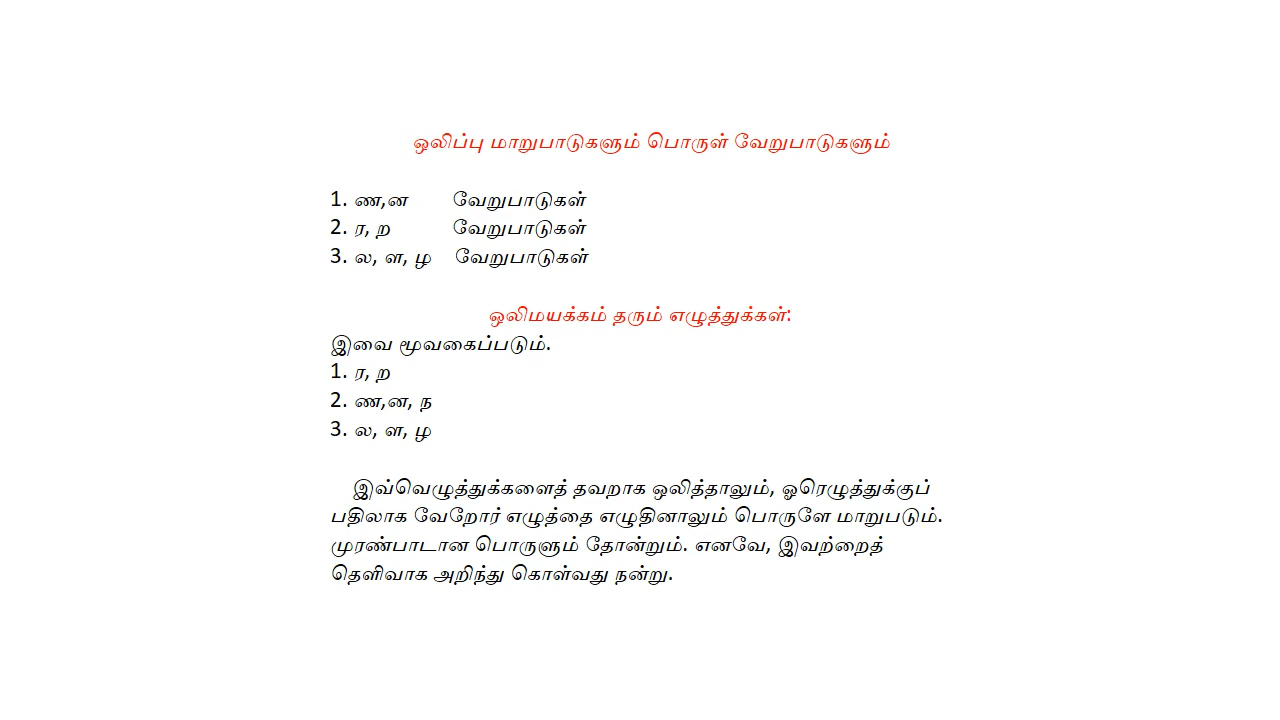 ஒலிப்பு மாறுபாடுகளும் பொருள் வேறுபாடுகளும்
1. ண,ன வேறுபாடுகள்
2. ர, ற வேறுபாடுகள்
3. ல, ள, ழ வேறுபாடுகள்
ஒலிமயக்கம் தரும் எழுத்துக்கள்:
இவை மூவகைப்படும்.
1. ர, ற
2. ண,ன, ந
3. ல, ள, ழ
இவ்வெழுத்துக்களைத் தவறாக ஒலித்தாலும், ஓரெழுத்துக்குப்
பதிலாக வேறோர் எழுத்தை எழுதினாலும் பொருளே மாறுபடும்.
முரண்பாடான பொருளும் தோன்றும். எனவே, இவற்றைத்
தெளிவாக அறிந்து கொள்வது நன்று.